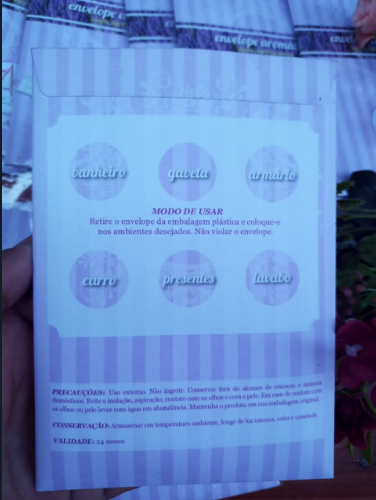 envelope
envelope aromá
envelope
banheiro gaveta armário
MODO DE USAR
Retire o envelope da embalagem plástica e coloque-o
nos ambientes desejados. Não violar o envelope.
carro presentes lavabo
PRECAUÇÕES: Uso externo. Não ingerir. Conservar fora do alcance de crianças e animais
domésticos. Evite a inalação, aspiração, contato com os olhos e com a pele. Em caso de contato com
os olhos ou pele lavar com água em abundância. Mantenha o produto em sua embalagem original.
CONSERVAÇÃO: Armazenar em temperatura ambiente, longe de luz intensa, calor e umidade.
VALIDADE: 24 meses